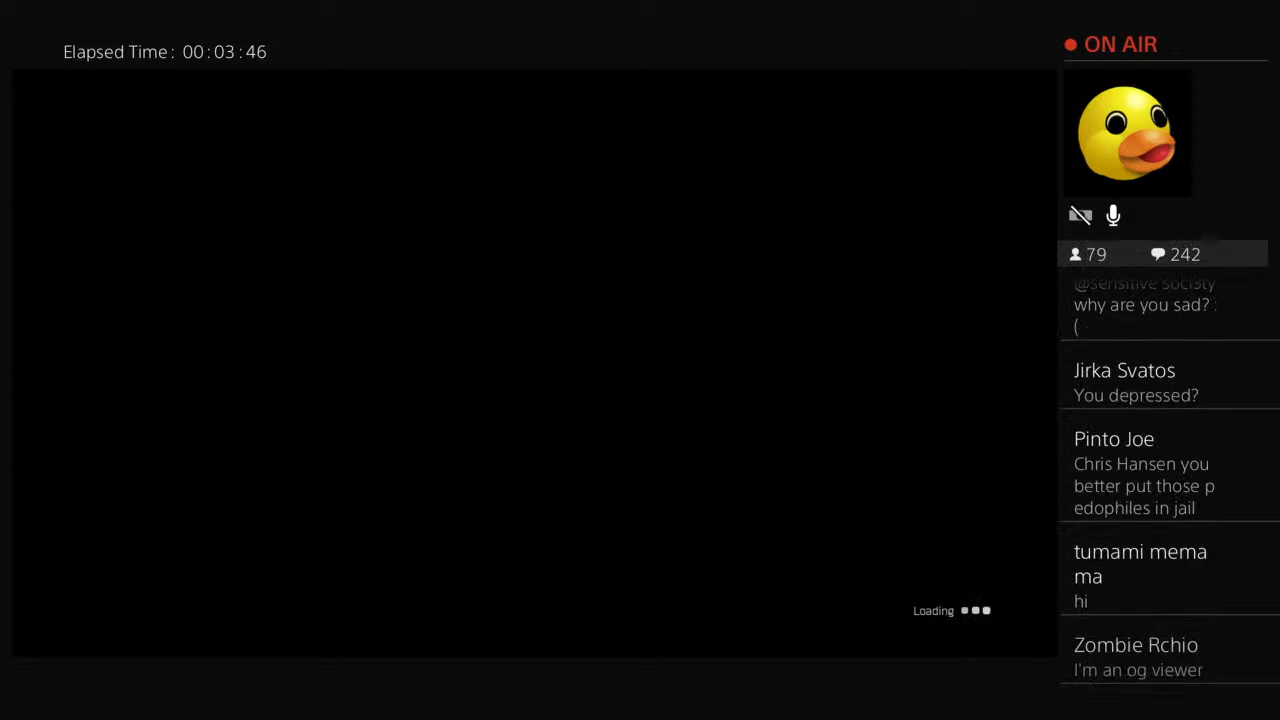 Elapsed Time: 00:03:46
ON AIR
79 242
@sensitive soci3ty
why are you sad? :
(
Jirka Svatos
You depressed?
Pinto Joe
Chris Hansen you
better put those p
edophiles in jail
tumami mema
ma
hi
Zombie Rchio
I'm an og viewer
Loading